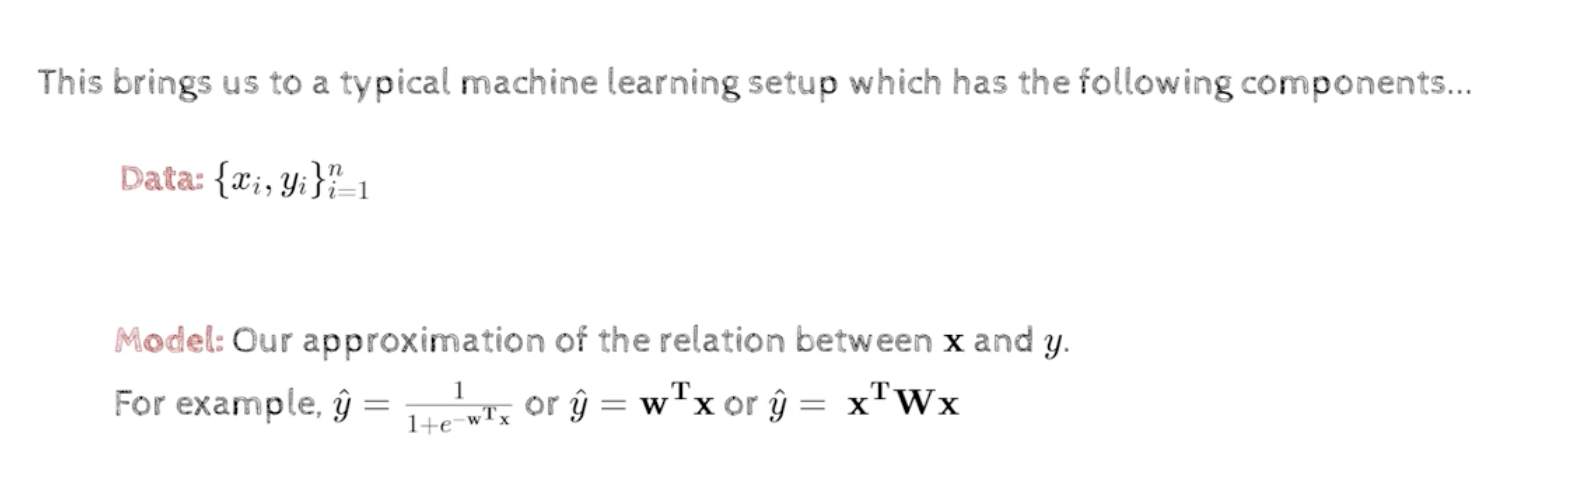 This brings us to a typical machine learning setup which has the following components...
Data: $\{x_i, y_i\}_{i=1}^{n}$
Model: Our approximation of the relation between $\mathbf{x}$ and $y$.
For example, $\hat{y} = \frac{1}{1+e^{-\mathbf{w^T x}}}$ or $\hat{y} = \mathbf{w^T x}$ or $\hat{y} = \mathbf{x^T W x}$